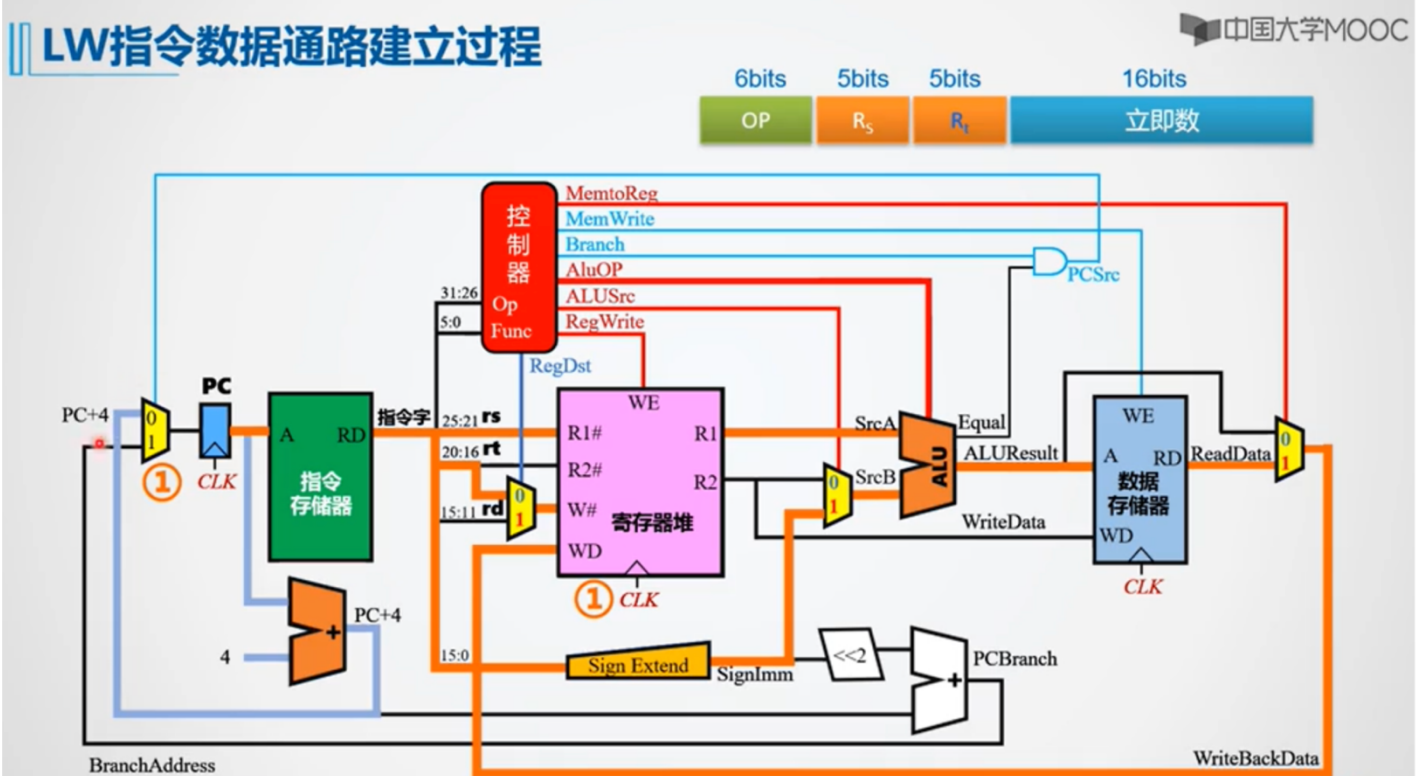 LW指令数据通路建立过程
中国大学MOOC
6bits 5bits 5bits 16bits
OP Rs Rt 立即数
控制器
Op
Func
MemtoReg
MemWrite
Branch
AluOP
ALUSrc
RegWrite
RegDst
PCSrc
31:26
5:0
PC+4
0
1
①
PC
CLK
A RD
指令
存储器
指令字
25:21 rs
20:16 rt
15:11 rd
0
1
WE
R1# R1
R2# R2
W#
WD
寄存器堆
① CLK
0
1
SrcA
SrcB
ALU
Equal
ALUResult
WriteData
WE
A RD
数据
存储器
WD
CLK
ReadData
0
1
4
+
PC+4
15:0
Sign Extend
SignImm
<<2
+
PCBranch
BranchAddress
WriteBackData